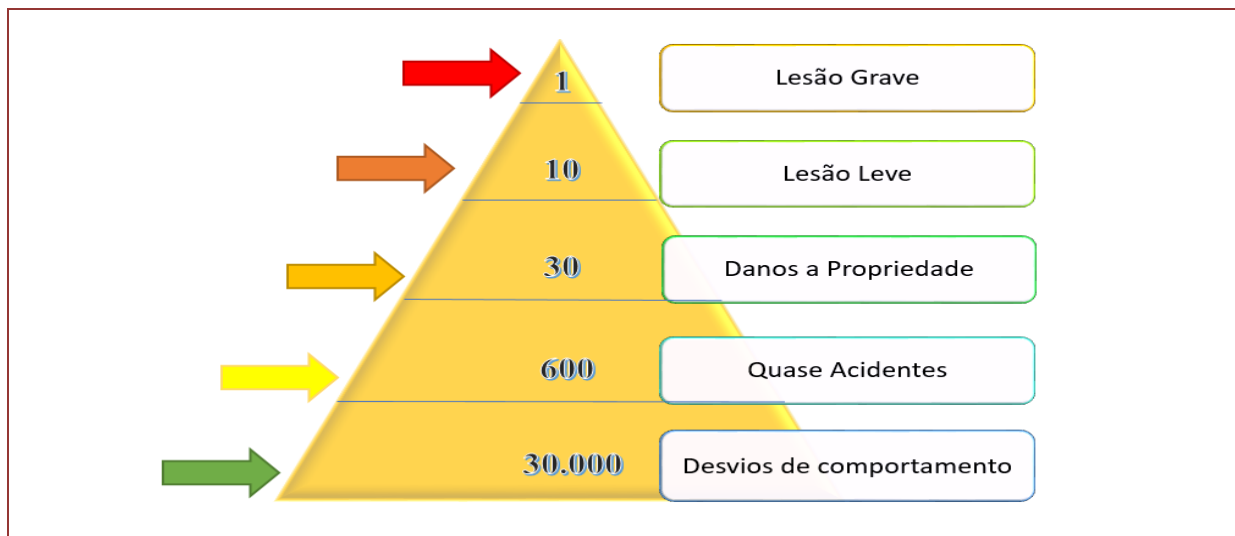 1 Lesão Grave
10 Lesão Leve
30 Danos a Propriedade
600 Quase Acidentes
30.000 Desvios de comportamento